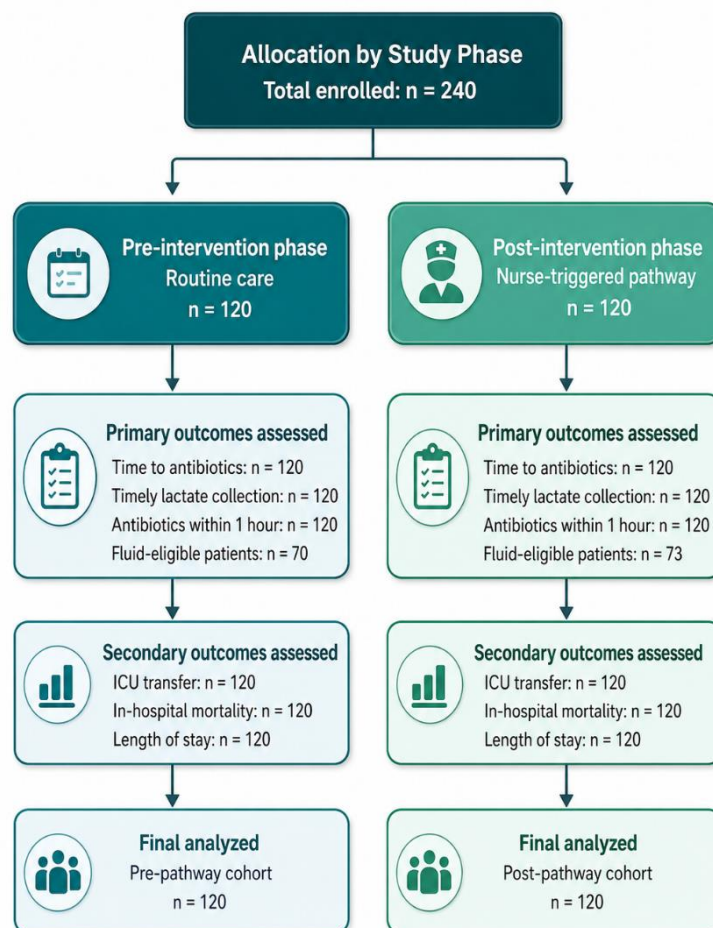 Allocation by Study Phase
Total enrolled: n = 240
Pre-intervention phase
Routine care
n = 120
Post-intervention phase
Nurse-triggered pathway
n = 120
Primary outcomes assessed
Time to antibiotics: n = 120
Timely lactate collection: n = 120
Antibiotics within 1 hour: n = 120
Fluid-eligible patients: n = 70
Primary outcomes assessed
Time to antibiotics: n = 120
Timely lactate collection: n = 120
Antibiotics within 1 hour: n = 120
Fluid-eligible patients: n = 73
Secondary outcomes assessed
ICU transfer: n = 120
In-hospital mortality: n = 120
Length of stay: n = 120
Secondary outcomes assessed
ICU transfer: n = 120
In-hospital mortality: n = 120
Length of stay: n = 120
Final analyzed
Pre-pathway cohort
n = 120
Final analyzed
Post-pathway cohort
n = 120